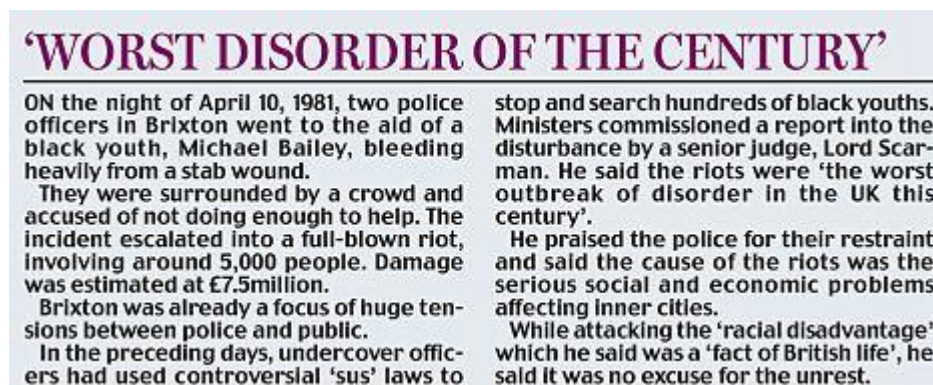 ‘WORST DISORDER OF THE CENTURY’
ON the night of April 10, 1981, two police
officers in Brixton went to the aid of a
black youth, Michael Bailey, bleeding
heavily from a stab wound.
They were surrounded by a crowd and
accused of not doing enough to help. The
incident escalated into a full-blown riot,
involving around 5,000 people. Damage
was estimated at £7.5million.
Brixton was already a focus of huge ten-
sions between police and public.
In the preceding days, undercover offic-
ers had used controversial ‘sus’ laws to
stop and search hundreds of black youths.
Ministers commissioned a report into the
disturbance by a senior judge, Lord Scar-
man. He said the riots were ‘the worst
outbreak of disorder in the UK this
century’.
He praised the police for their restraint
and said the cause of the riots was the
serious social and economic problems
affecting inner cities.
While attacking the ‘racial disadvantage’
which he said was a ‘fact of British life’, he
said it was no excuse for the unrest.